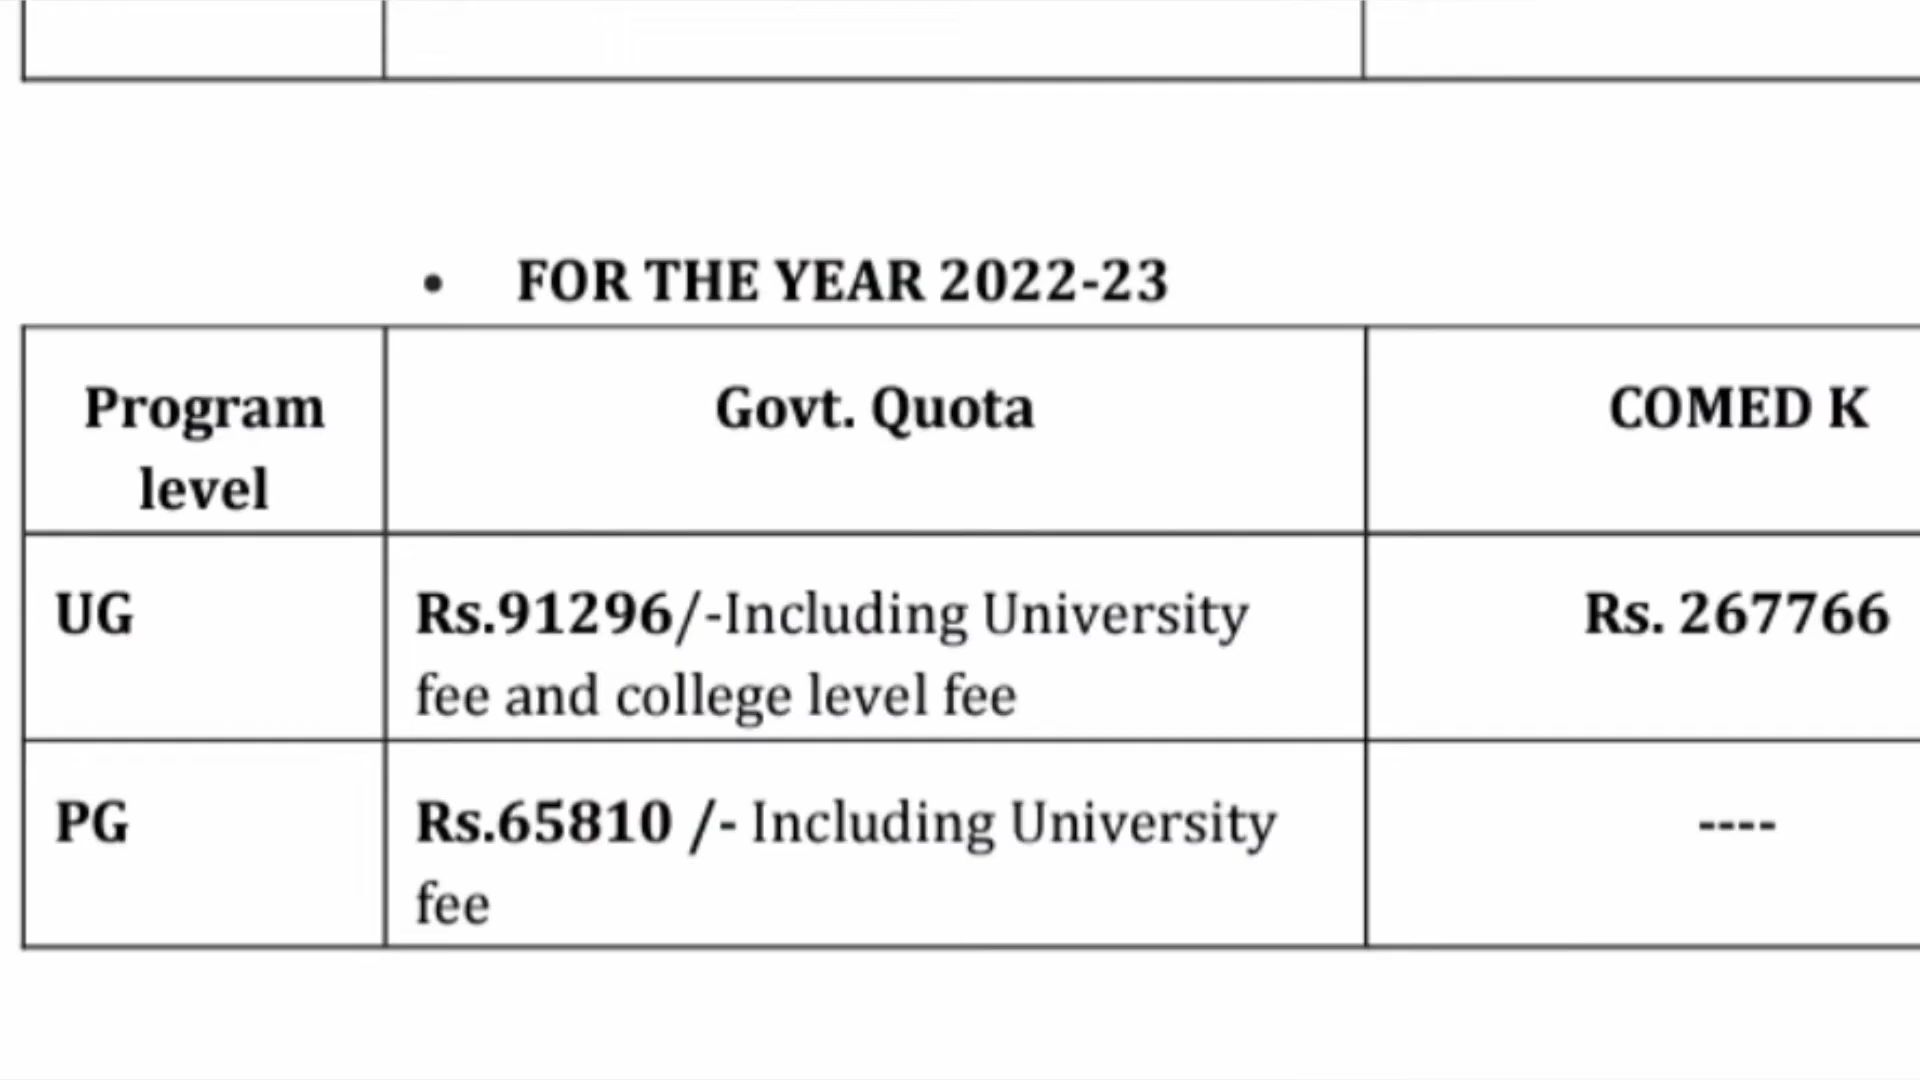 • FOR THE YEAR 2022-23
Program Govt. Quota COMED K
level
UG Rs.91296/-Including University Rs. 267766
fee and college level fee
PG Rs.65810 /- Including University ----
fee